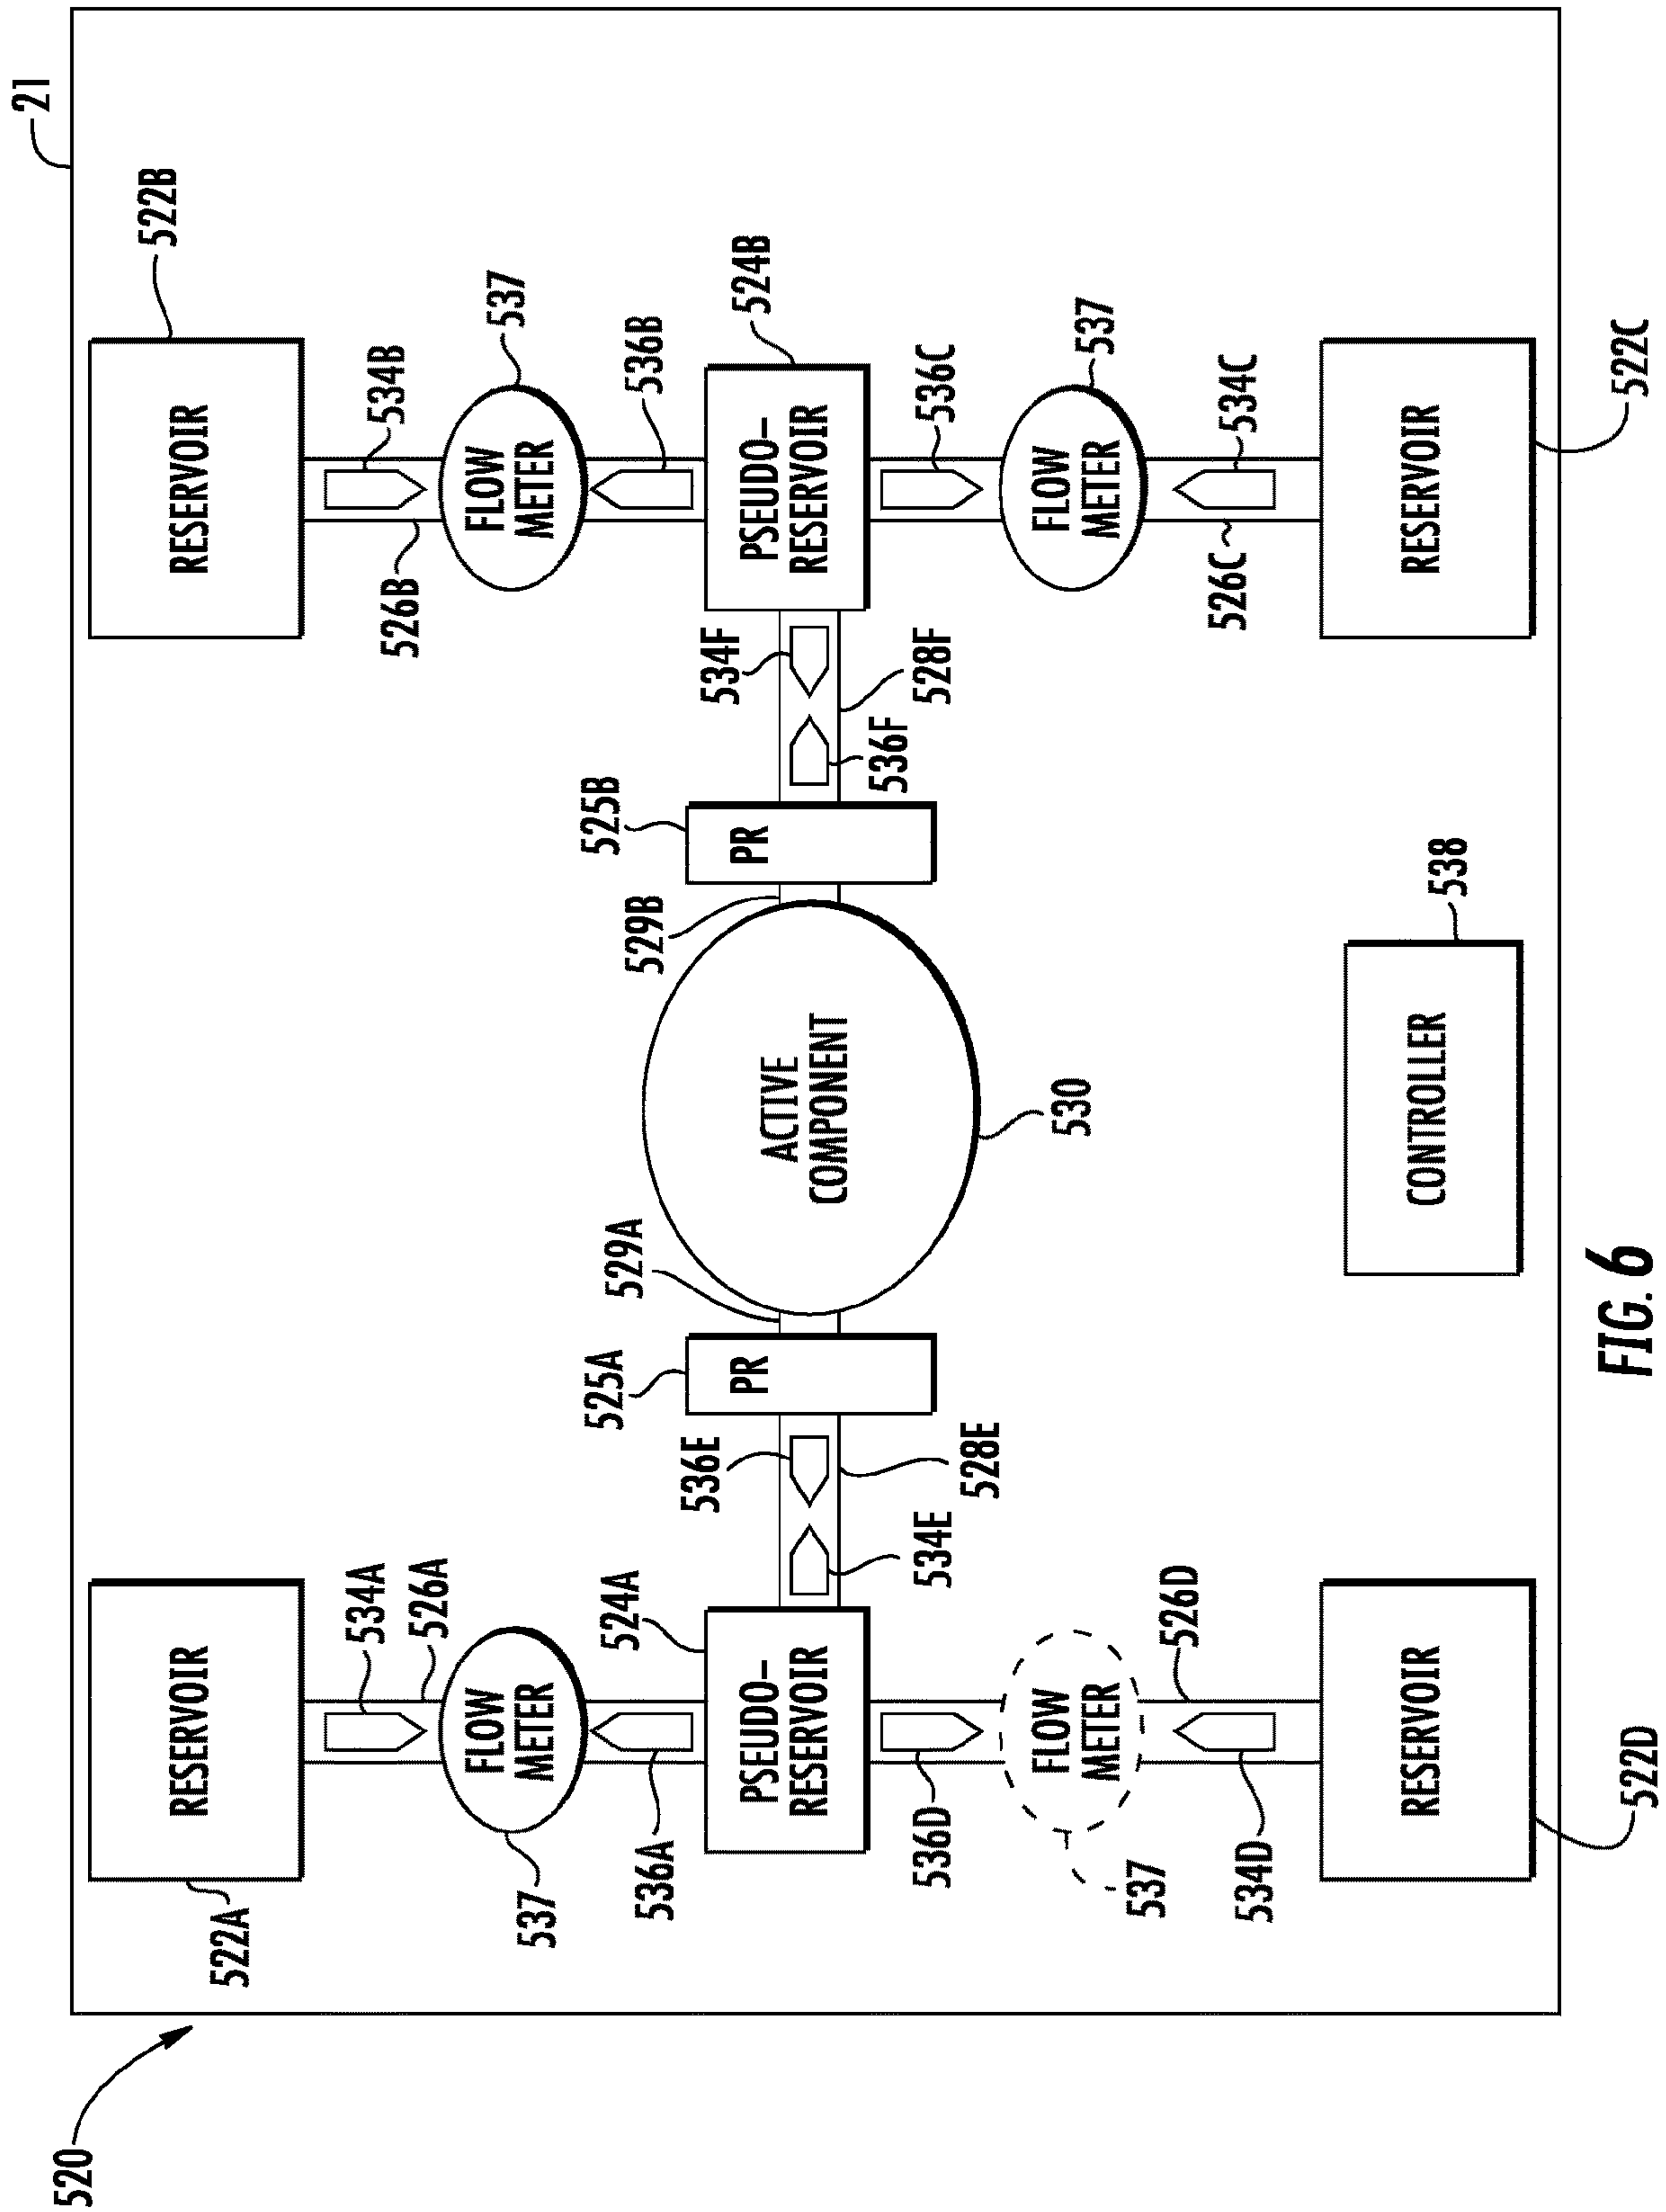 520
21
522A
RESERVOIR
534A
526A
537
FLOW
METER
536A
524A
PSEUDO–
RESERVOIR
536D
537
FLOW
METER
526D
534D
RESERVOIR
522D
534E
536E
528E
525A
PR
529A
ACTIVE
COMPONENT
530
529B
525B
PR
536F
534F
528F
522B
RESERVOIR
534B
526B
537
FLOW
METER
536B
524B
PSEUDO–
RESERVOIR
536C
537
FLOW
METER
534C
526C
RESERVOIR
522C
538
CONTROLLER
FIG. 6